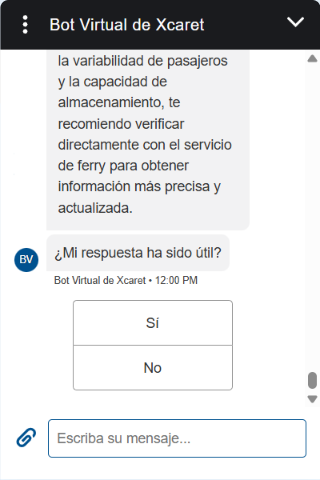 Bot Virtual de Xcaret
la variabilidad de pasajeros
y la capacidad de
almacenamiento, te
recomiendo verificar
directamente con el servicio
de ferry para obtener
información más precisa y
actualizada.
BV
¿Mi respuesta ha sido útil?
Bot Virtual de Xcaret • 12:00 PM
Sí
No
Escriba su mensaje...